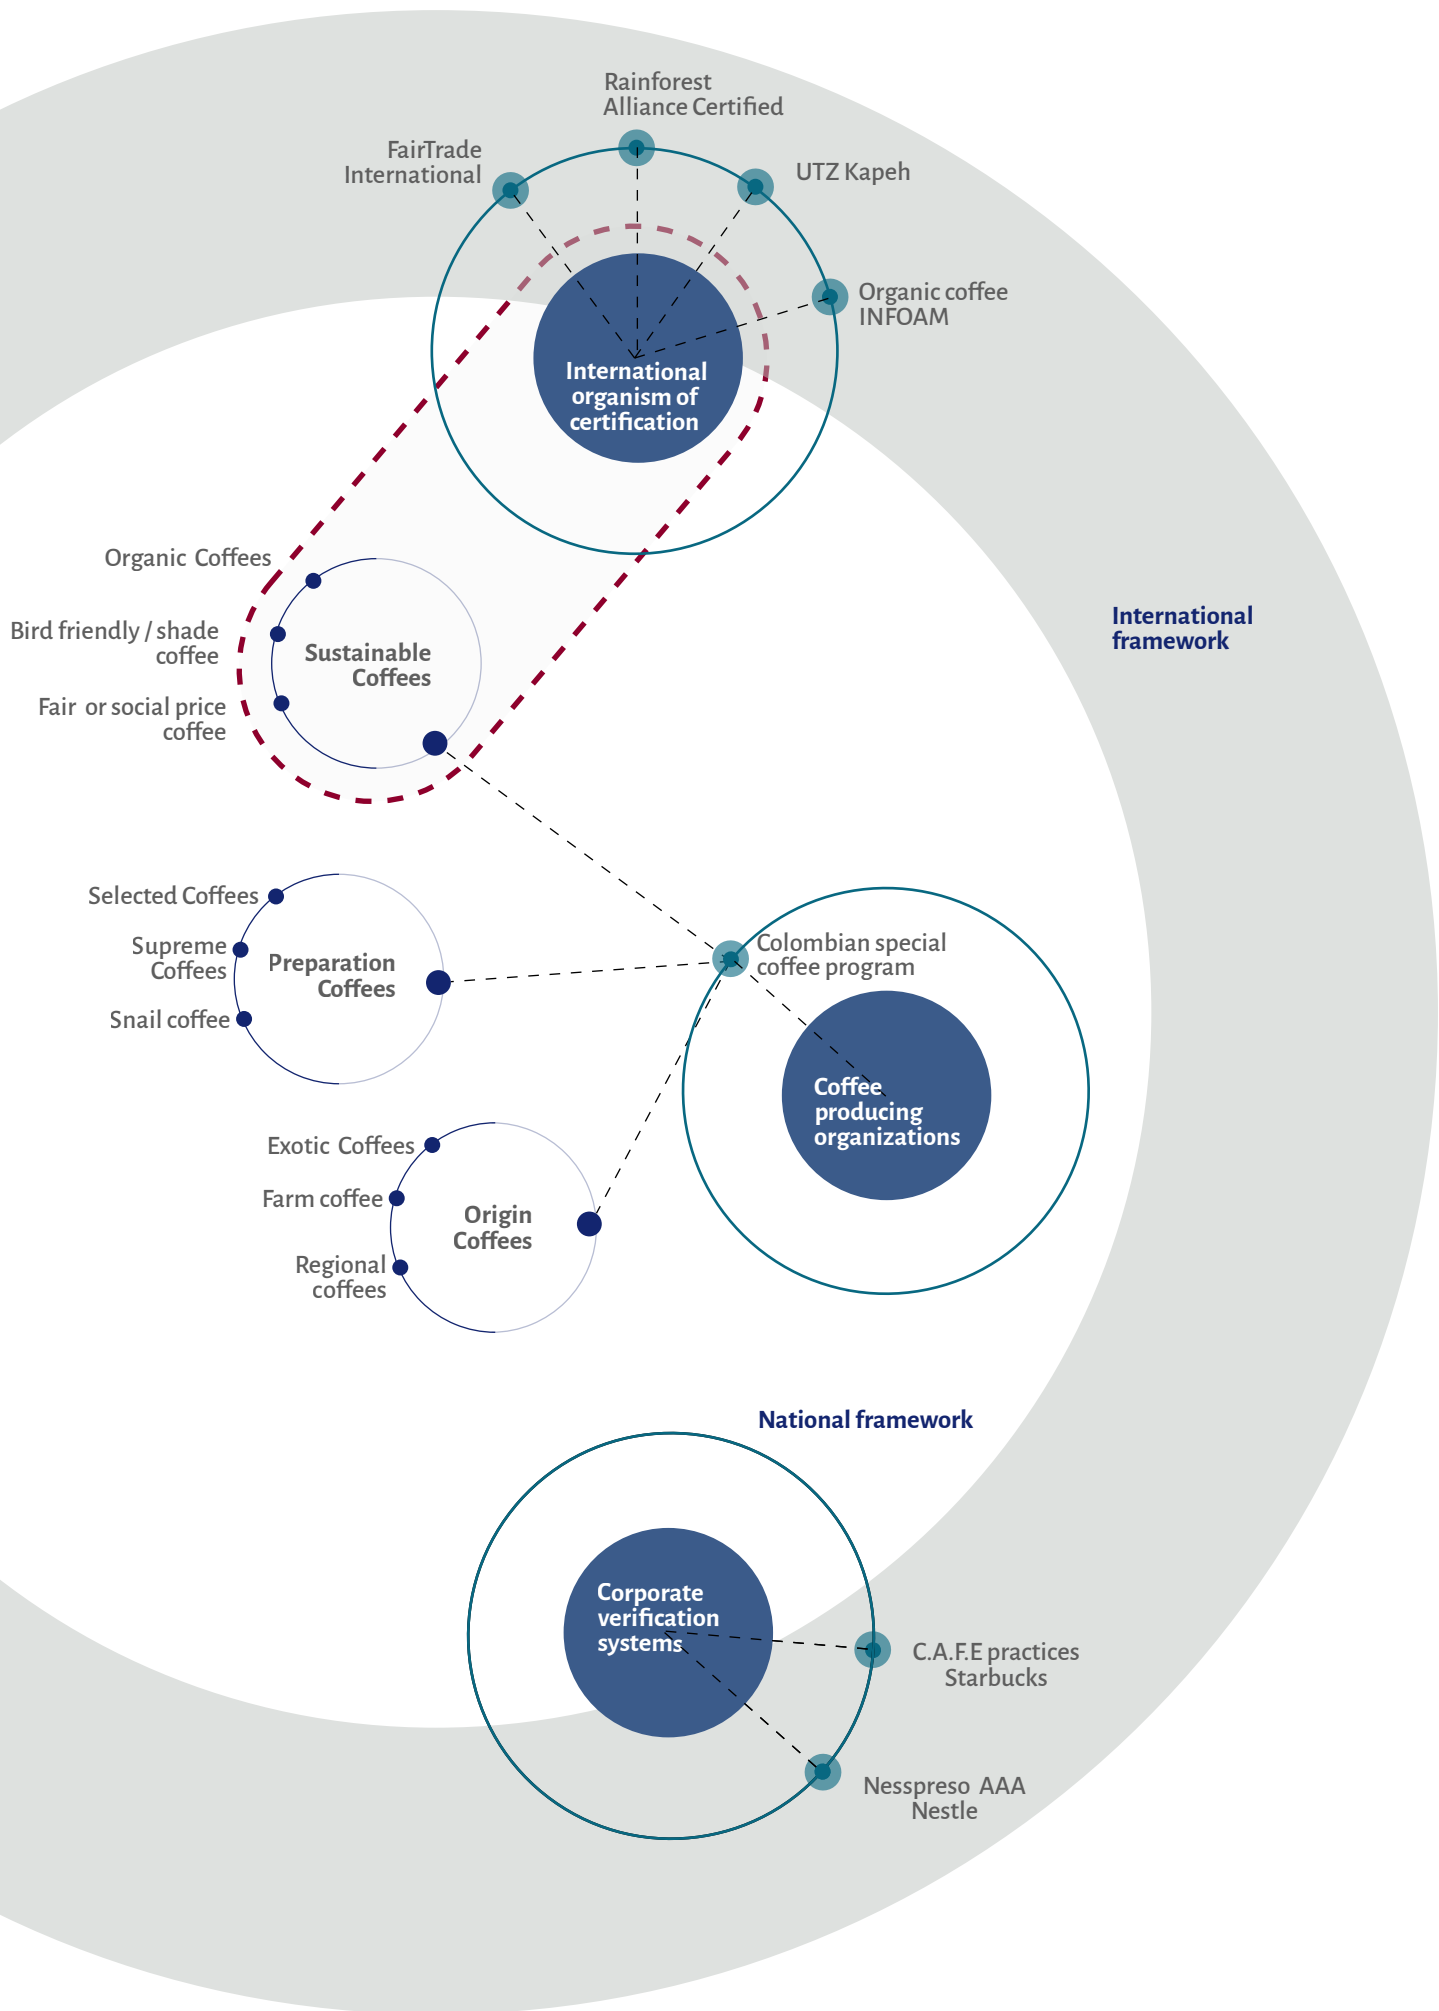 Rainforest
Alliance Certified
FairTrade
International
UTZ Kapeh
Organic coffee
INFOAM
International
organism of
certification
Organic Coffees
Bird friendly / shade
coffee
Fair or social price
coffee
Sustainable
Coffees
International
framework
Selected Coffees
Supreme
Coffees
Snail coffee
Preparation
Coffees
Colombian special
coffee program
Coffee
producing
organizations
Exotic Coffees
Farm coffee
Regional
coffees
Origin
Coffees
National framework
Corporate
verification
systems
C.A.F.E practices
Starbucks
Nesspreso AAA
Nestle